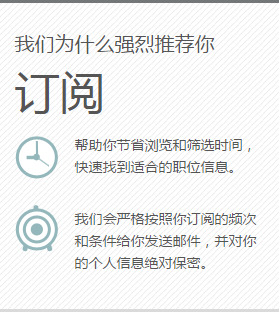 我们为什么强烈推荐你
订阅
帮助你节省浏览和筛选时间，
快速找到适合的职位信息。
我们会严格按照你订阅的频次
和条件给你发送邮件，并对你
的个人信息绝对保密。